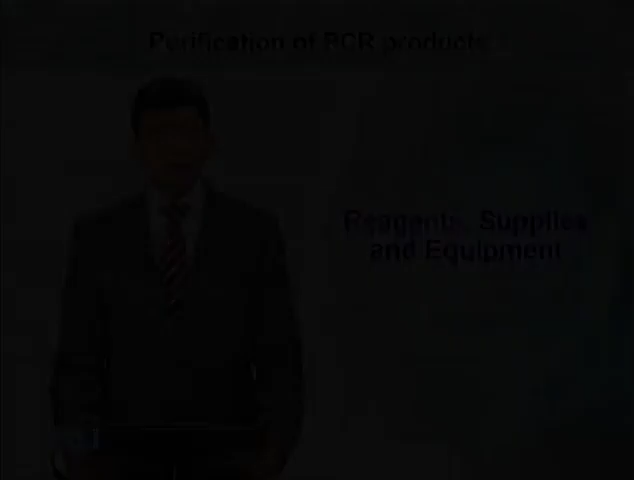 Purification of PCR products
Reagents, Supplies
and Equipment